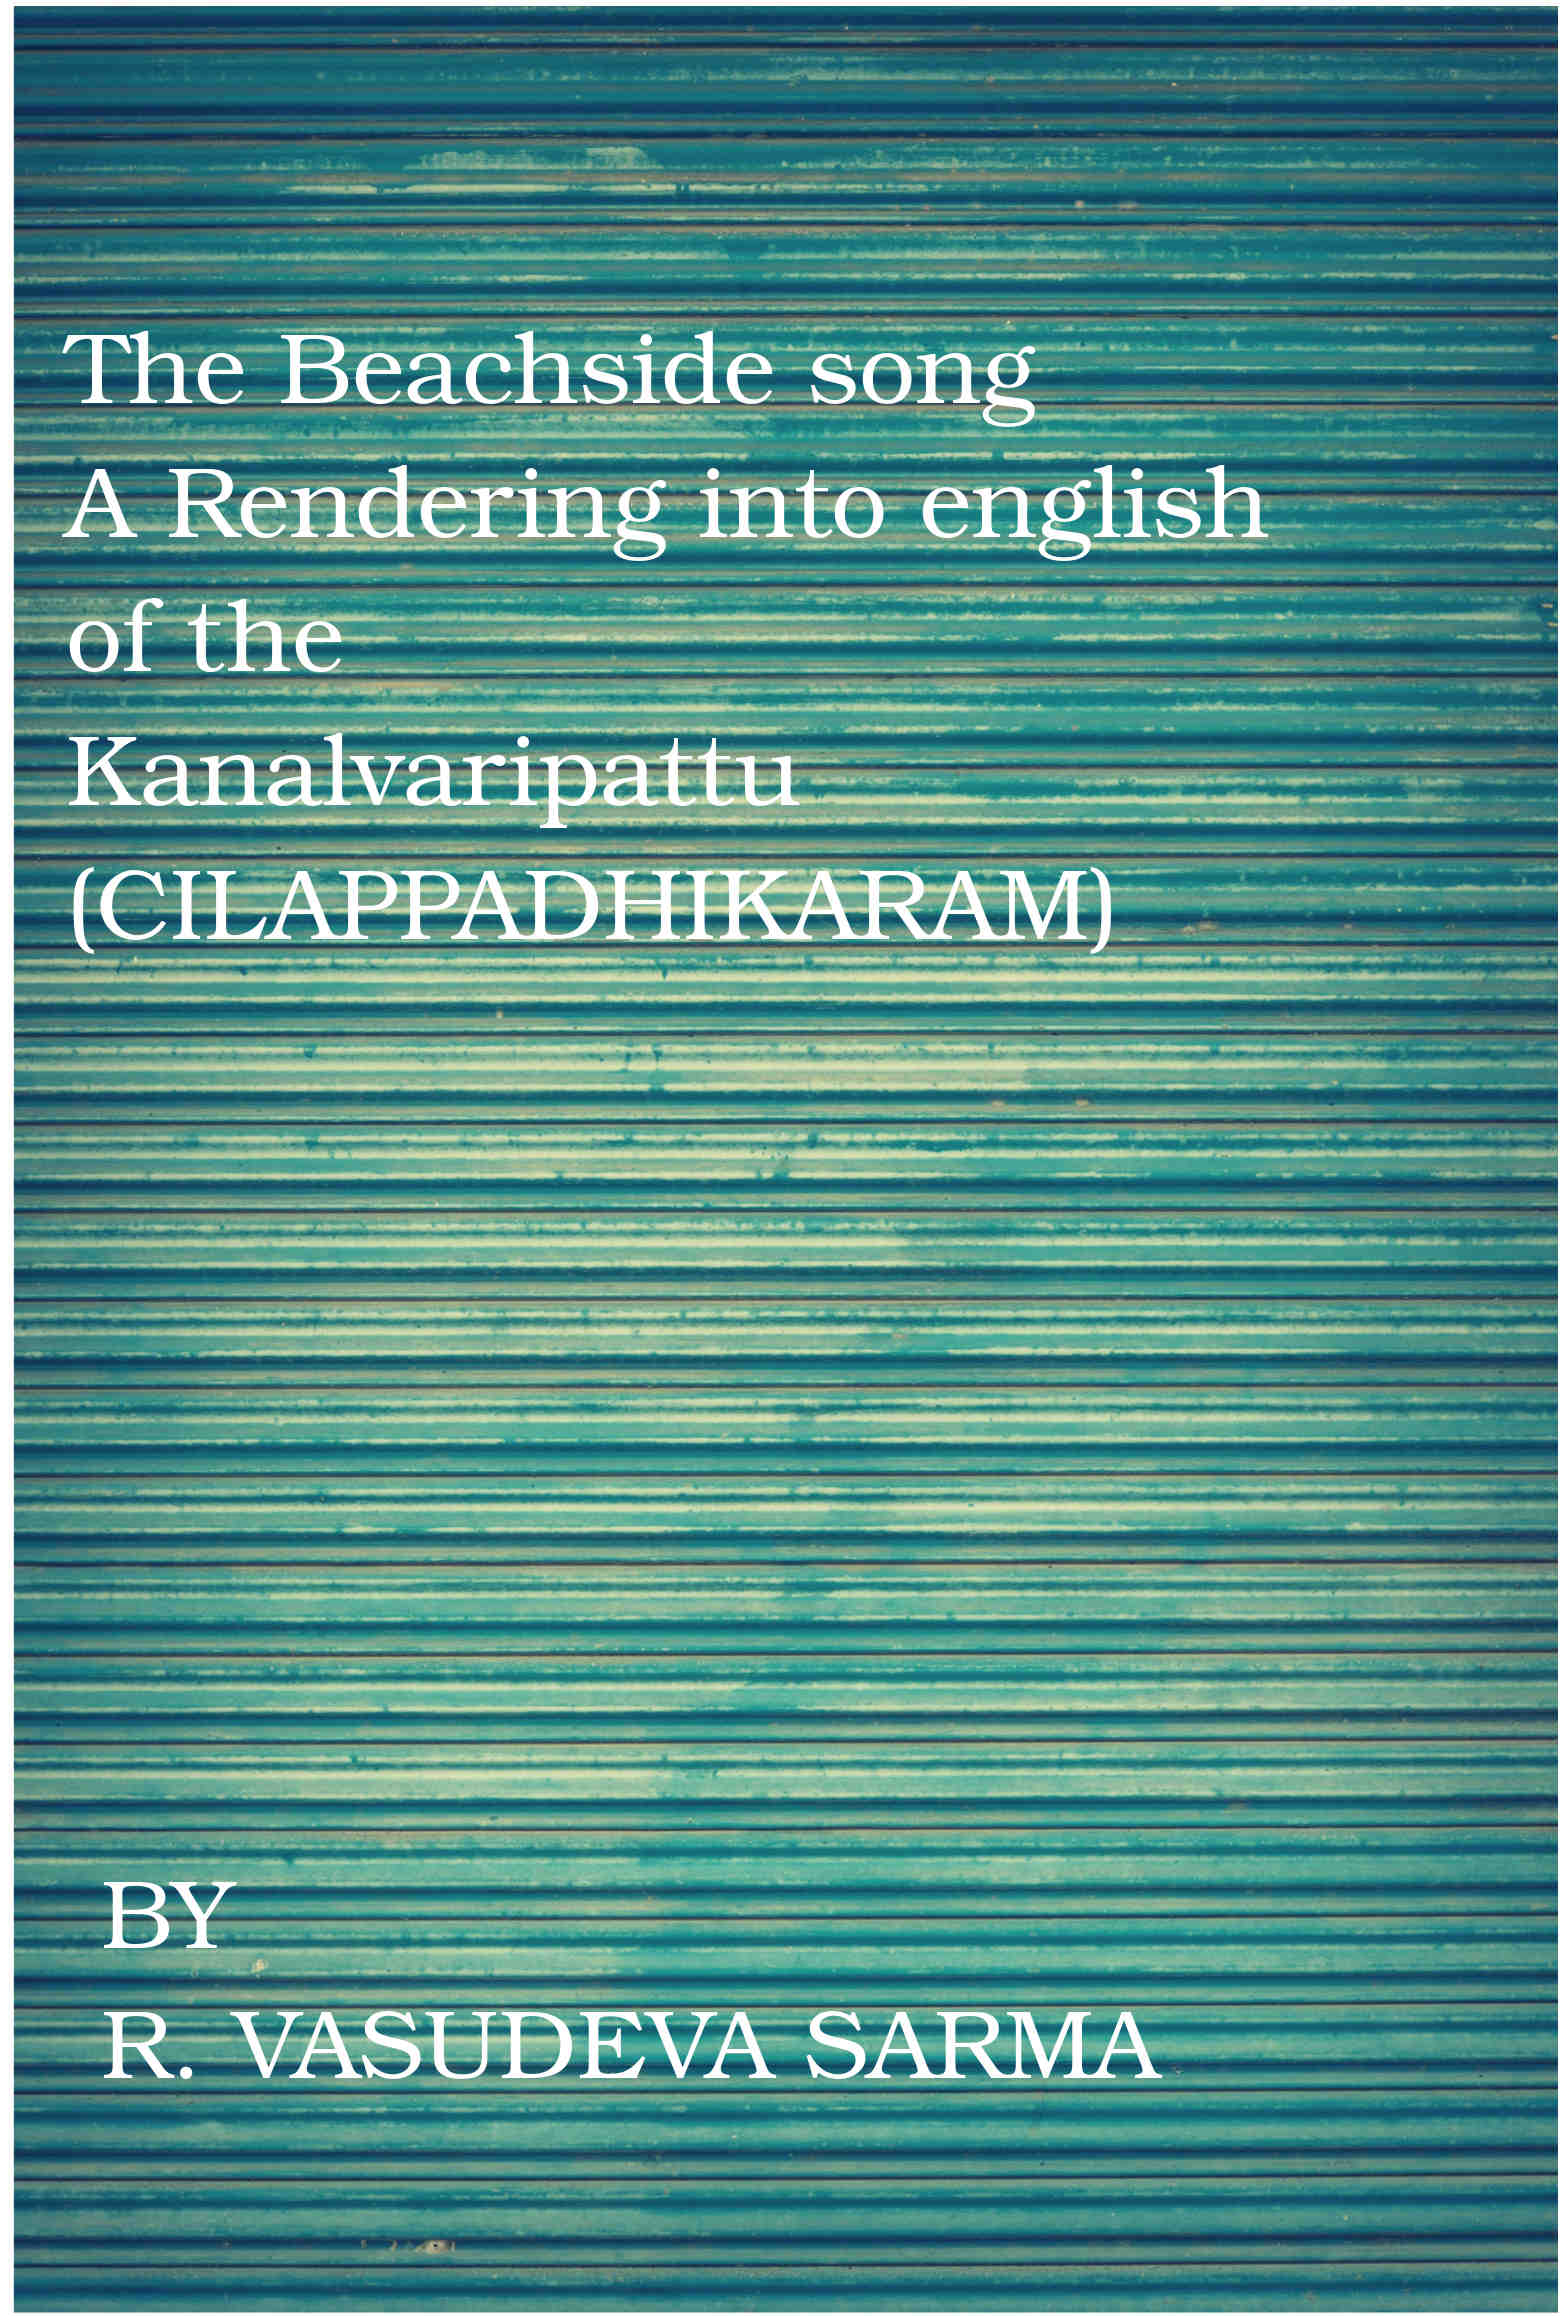 The Beachside song
A Rendering into english
of the
Kanalvaripattu
(CILAPPADHIKARAM)
BY
R. VASUDEVA SARMA